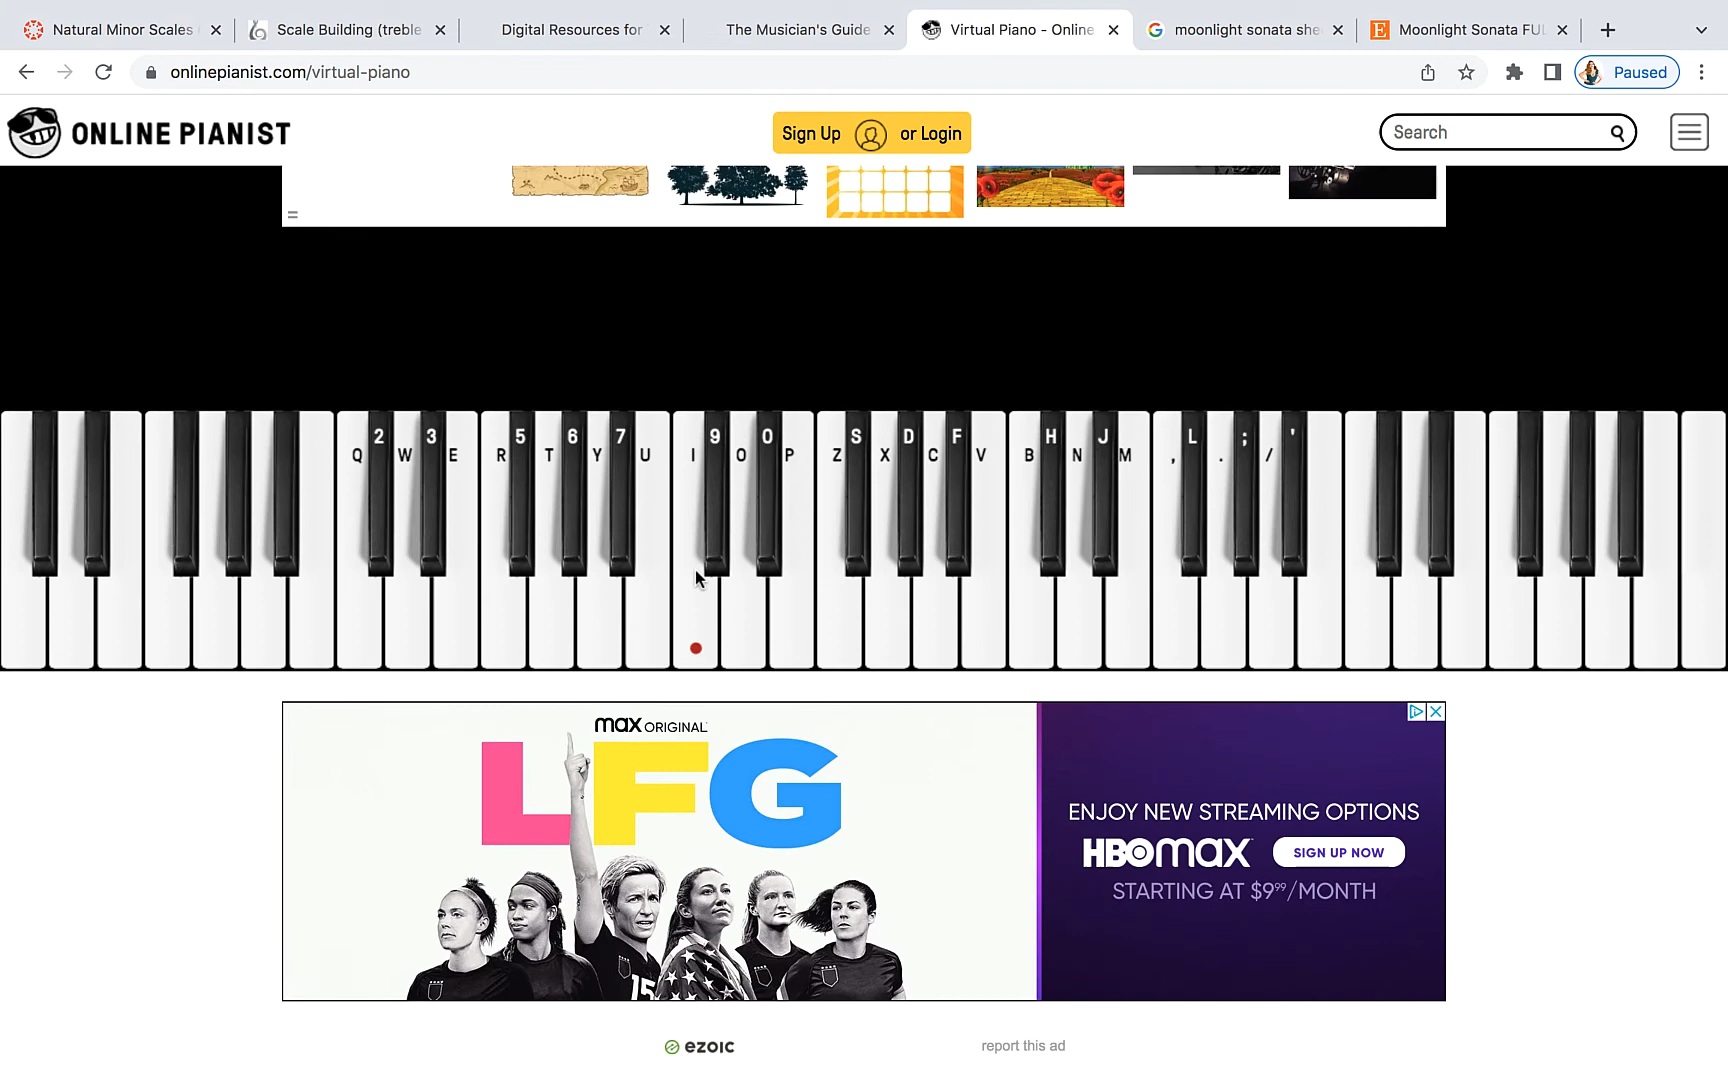 Natural Minor Scales
Scale Building (treble
Digital Resources for
The Musician's Guide
Virtual Piano - Online
moonlight sonata she
Moonlight Sonata FUL
onlinepianist.com/virtual-piano
Paused
ONLINE PIANIST
Sign Up or Login
Search
2 3 5 6 7 9 0 S D F H J L ; '
Q W E R T Y U I O P Z X C V B N M , . /
max ORIGINAL
LFG
15
ENJOY NEW STREAMING OPTIONS
HBOmax SIGN UP NOW
STARTING AT $9.99/MONTH
ezoic
report this ad